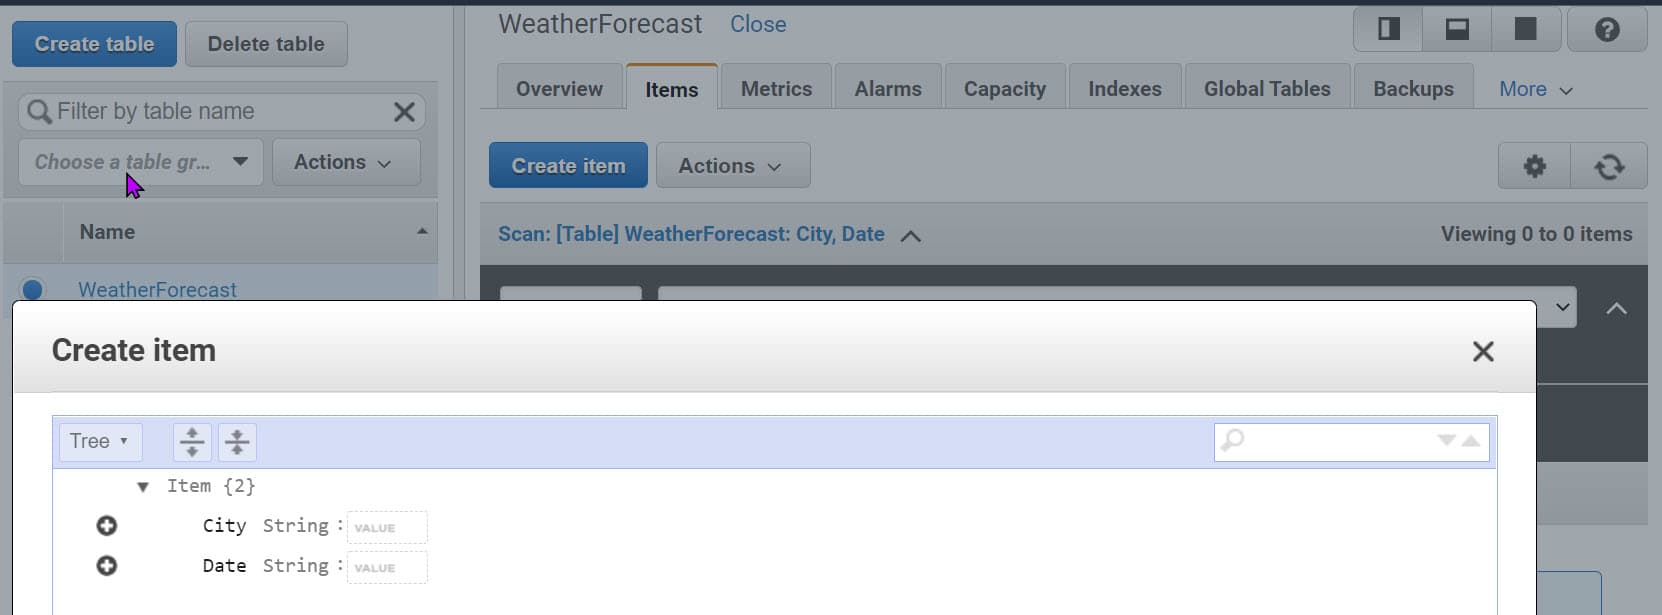 Create table Delete table
Filter by table name
Choose a table gr... Actions
Name
WeatherForecast
WeatherForecast Close
Overview Items Metrics Alarms Capacity Indexes Global Tables Backups More
Create item Actions
Scan: [Table] WeatherForecast: City, Date Viewing 0 to 0 items
Create item
Tree
Item {2}
City String : VALUE
Date String : VALUE